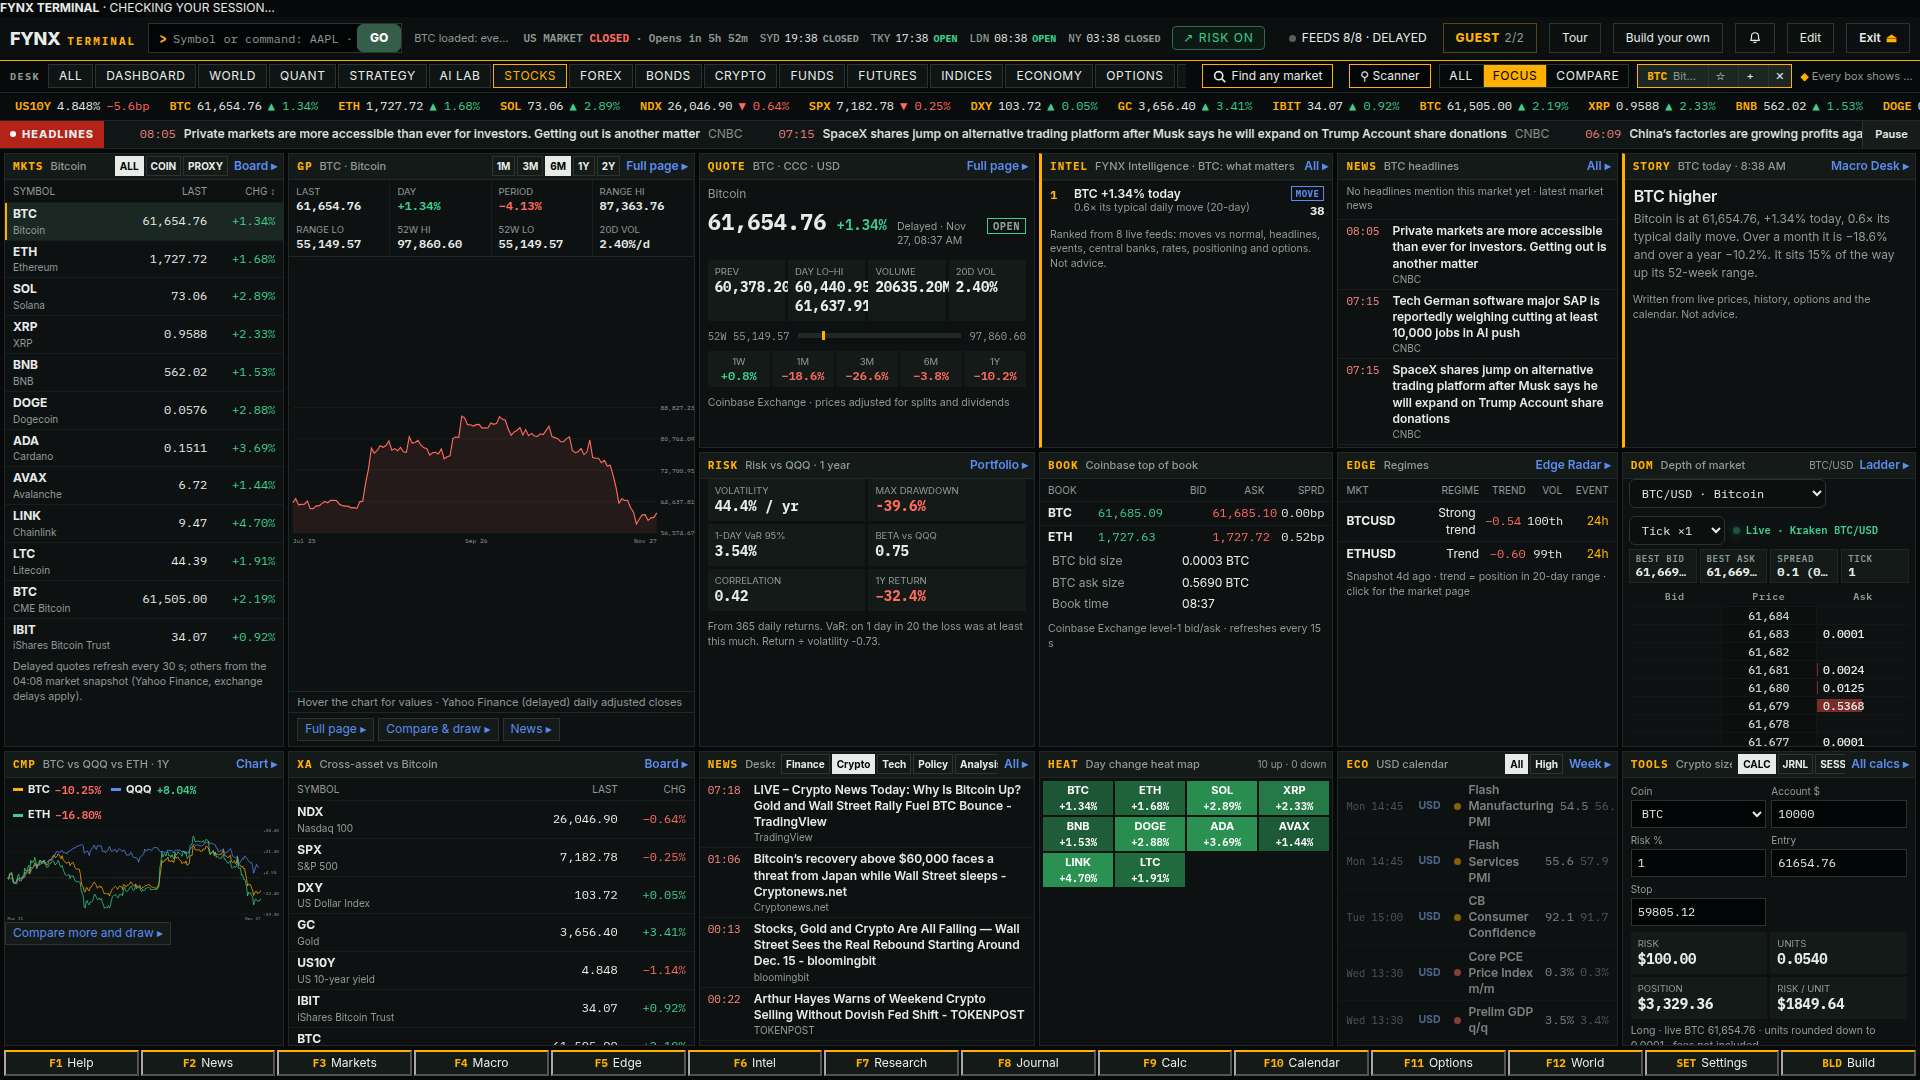 FYNX TERMINAL · CHECKING YOUR SESSION...
FYNX TERMINAL > Symbol or command: AAPL · GO BTC loaded: eve... US MARKET CLOSED · Opens in 5h 52m SYD 19:38 CLOSED TKY 17:38 OPEN LDN 08:38 OPEN NY 03:38 CLOSED ↗ RISK ON FEEDS 8/8 · DELAYED GUEST 2/2 Tour Build your own Edit Exit
DESK ALL DASHBOARD WORLD QUANT STRATEGY AI LAB STOCKS FOREX BONDS CRYPTO FUNDS FUTURES INDICES ECONOMY OPTIONS Find any market Scanner ALL FOCUS COMPARE BTC Bit... ☆ + ✕ ◆ Every box shows ...
US10Y 4.848% −5.6bp BTC 61,654.76 ▲ 1.34% ETH 1,727.72 ▲ 1.68% SOL 73.06 ▲ 2.89% NDX 26,046.90 ▼ 0.64% SPX 7,182.78 ▼ 0.25% DXY 103.72 ▲ 0.05% GC 3,656.40 ▲ 3.41% IBIT 34.07 ▲ 0.92% BTC 61,505.00 ▲ 2.19% XRP 0.9588 ▲ 2.33% BNB 562.02 ▲ 1.53% DOGE
HEADLINES 08:05 Private markets are more accessible than ever for investors. Getting out is another matter CNBC 07:15 SpaceX shares jump on alternative trading platform after Musk says he will expand on Trump Account share donations CNBC 06:09 China's factories are growing profits aga Pause
MKTS Bitcoin ALL COIN PROXY Board ▸
SYMBOL LAST CHG ↕
BTC 61,654.76 +1.34%
Bitcoin
ETH 1,727.72 +1.68%
Ethereum
SOL 73.06 +2.89%
Solana
XRP 0.9588 +2.33%
XRP
BNB 562.02 +1.53%
BNB
DOGE 0.0576 +2.88%
Dogecoin
ADA 0.1511 +3.69%
Cardano
AVAX 6.72 +1.44%
Avalanche
LINK 9.47 +4.70%
Chainlink
LTC 44.39 +1.91%
Litecoin
BTC 61,505.00 +2.19%
CME Bitcoin
IBIT 34.07 +0.92%
iShares Bitcoin Trust
Delayed quotes refresh every 30 s; others from the
04:08 market snapshot (Yahoo Finance, exchange
delays apply).
GP BTC · Bitcoin 1M 3M 6M 1Y 2Y Full page ▸
LAST DAY PERIOD RANGE HI
61,654.76 +1.34% −4.13% 87,363.76
RANGE LO 52W HI 52W LO 20D VOL
55,149.57 97,860.60 55,149.57 2.40%/d
Jul 25 Sep 26 Nov 27
Hover the chart for values · Yahoo Finance (delayed) daily adjusted closes
Full page ▸ Compare & draw ▸ News ▸
QUOTE BTC · CCC · USD Full page ▸
Bitcoin
61,654.76 +1.34% Delayed · Nov 27, 08:37 AM OPEN
PREV DAY LO–HI VOLUME 20D VOL
60,378.20 60,440.95 20635.20M 2.40%
61,637.91
52W 55,149.57 97,860.60
1W 1M 3M 6M 1Y
+0.8% −18.6% −26.6% −3.8% −10.2%
Coinbase Exchange · prices adjusted for splits and dividends
INTEL FYNX Intelligence · BTC: what matters All ▸
1 BTC +1.34% today MOVE
0.6× its typical daily move (20-day) 38
Ranked from 8 live feeds: moves vs normal, headlines,
events, central banks, rates, positioning and options.
Not advice.
NEWS BTC headlines All ▸
No headlines mention this market yet · latest market
news
08:05 Private markets are more accessible
than ever for investors. Getting out is
another matter
CNBC
07:15 Tech German software major SAP is
reportedly weighing cutting at least
10,000 jobs in AI push
CNBC
07:15 SpaceX shares jump on alternative
trading platform after Musk says he
will expand on Trump Account share
donations
CNBC
STORY BTC today · 8:38 AM Macro Desk ▸
BTC higher
Bitcoin is at 61,654.76, +1.34% today, 0.6× its
typical daily move. Over a month it is −18.6%
and over a year −10.2%. It sits 15% of the way
up its 52-week range.
Written from live prices, history, options and the
calendar. Not advice.
RISK Risk vs QQQ · 1 year Portfolio ▸
VOLATILITY MAX DRAWDOWN
44.4% / yr -39.6%
1-DAY VaR 95% BETA vs QQQ
3.54% 0.75
CORRELATION 1Y RETURN
0.42 −32.4%
From 365 daily returns. VaR: on 1 day in 20 the loss was at least
this much. Return ÷ volatility -0.73.
BOOK Coinbase top of book
BOOK BID ASK SPRD
BTC 61,685.09 61,685.10 0.00bp
ETH 1,727.63 1,727.72 0.52bp
BTC bid size 0.0003 BTC
BTC ask size 0.5690 BTC
Book time 08:37
Coinbase Exchange level-1 bid/ask · refreshes every 15
s
EDGE Regimes Edge Radar ▸
MKT REGIME TREND VOL EVENT
BTCUSD Strong trend −0.54 100th 24h
ETHUSD Trend −0.60 99th 24h
Snapshot 4d ago · trend = position in 20-day range ·
click for the market page
DOM Depth of market BTC/USD Ladder ▸
BTC/USD · Bitcoin
Tick ×1 Live · Kraken BTC/USD
BEST BID BEST ASK SPREAD TICK
61,669… 61,669… 0.1 (0… 1
Bid Price Ask
61,684
61,683 0.0001
61,682
61,681 0.0024
61,680 0.0125
61,679 0.5368
61,678
61,677 0.0001
CMP BTC vs QQQ vs ETH · 1Y Chart ▸
BTC −10.25% QQQ +8.04%
ETH −16.80%
Compare more and draw ▸
XA Cross-asset vs Bitcoin Board ▸
SYMBOL LAST CHG
NDX 26,046.90 −0.64%
Nasdaq 100
SPX 7,182.78 −0.25%
S&P 500
DXY 103.72 +0.05%
US Dollar Index
GC 3,656.40 +3.41%
Gold
US10Y 4.848 −1.14%
US 10-year yield
IBIT 34.07 +0.92%
iShares Bitcoin Trust
BTC 61,505.00 +2.19%
NEWS Desks Finance Crypto Tech Policy Analysi All ▸
07:18 LIVE – Crypto News Today: Why Is Bitcoin Up?
Gold and Wall Street Rally Fuel BTC Bounce -
TradingView
TradingView
01:06 Bitcoin's recovery above $60,000 faces a
threat from Japan while Wall Street sleeps -
Cryptonews.net
Cryptonews.net
00:13 Stocks, Gold and Crypto Are All Falling — Wall
Street Sees the Real Rebound Starting Around
Dec. 15 - bloomingbit
bloomingbit
00:22 Arthur Hayes Warns of Weekend Crypto
Selling Without Dovish Fed Shift - TOKENPOST
TOKENPOST
HEAT Day change heat map 10 up · 0 down
BTC ETH SOL XRP
+1.34% +1.68% +2.89% +2.33%
BNB DOGE ADA AVAX
+1.53% +2.88% +3.69% +1.44%
LINK LTC
+4.70% +1.91%
ECO USD calendar All High Week ▸
Mon 14:45 USD Flash Manufacturing PMI 54.5 56.
Mon 14:45 USD Flash Services PMI 55.6 57.9
Tue 15:00 USD CB Consumer Confidence 92.1 91.7
Wed 13:30 USD Core PCE Price Index m/m 0.3% 0.3%
Wed 13:30 USD Prelim GDP q/q 3.5% 3.4%
TOOLS Crypto size CALC JRNL SESS All calcs ▸
Coin Account $
BTC 10000
Risk % Entry
1 61654.76
Stop
59805.12
RISK UNITS
$100.00 0.0540
POSITION RISK / UNIT
$3,329.36 $1849.64
Long · live BTC 61,654.76 · units rounded down to
0.0001 · fees not included
F1 Help F2 News F3 Markets F4 Macro F5 Edge F6 Intel F7 Research F8 Journal F9 Calc F10 Calendar F11 Options F12 World SET Settings BLD Build